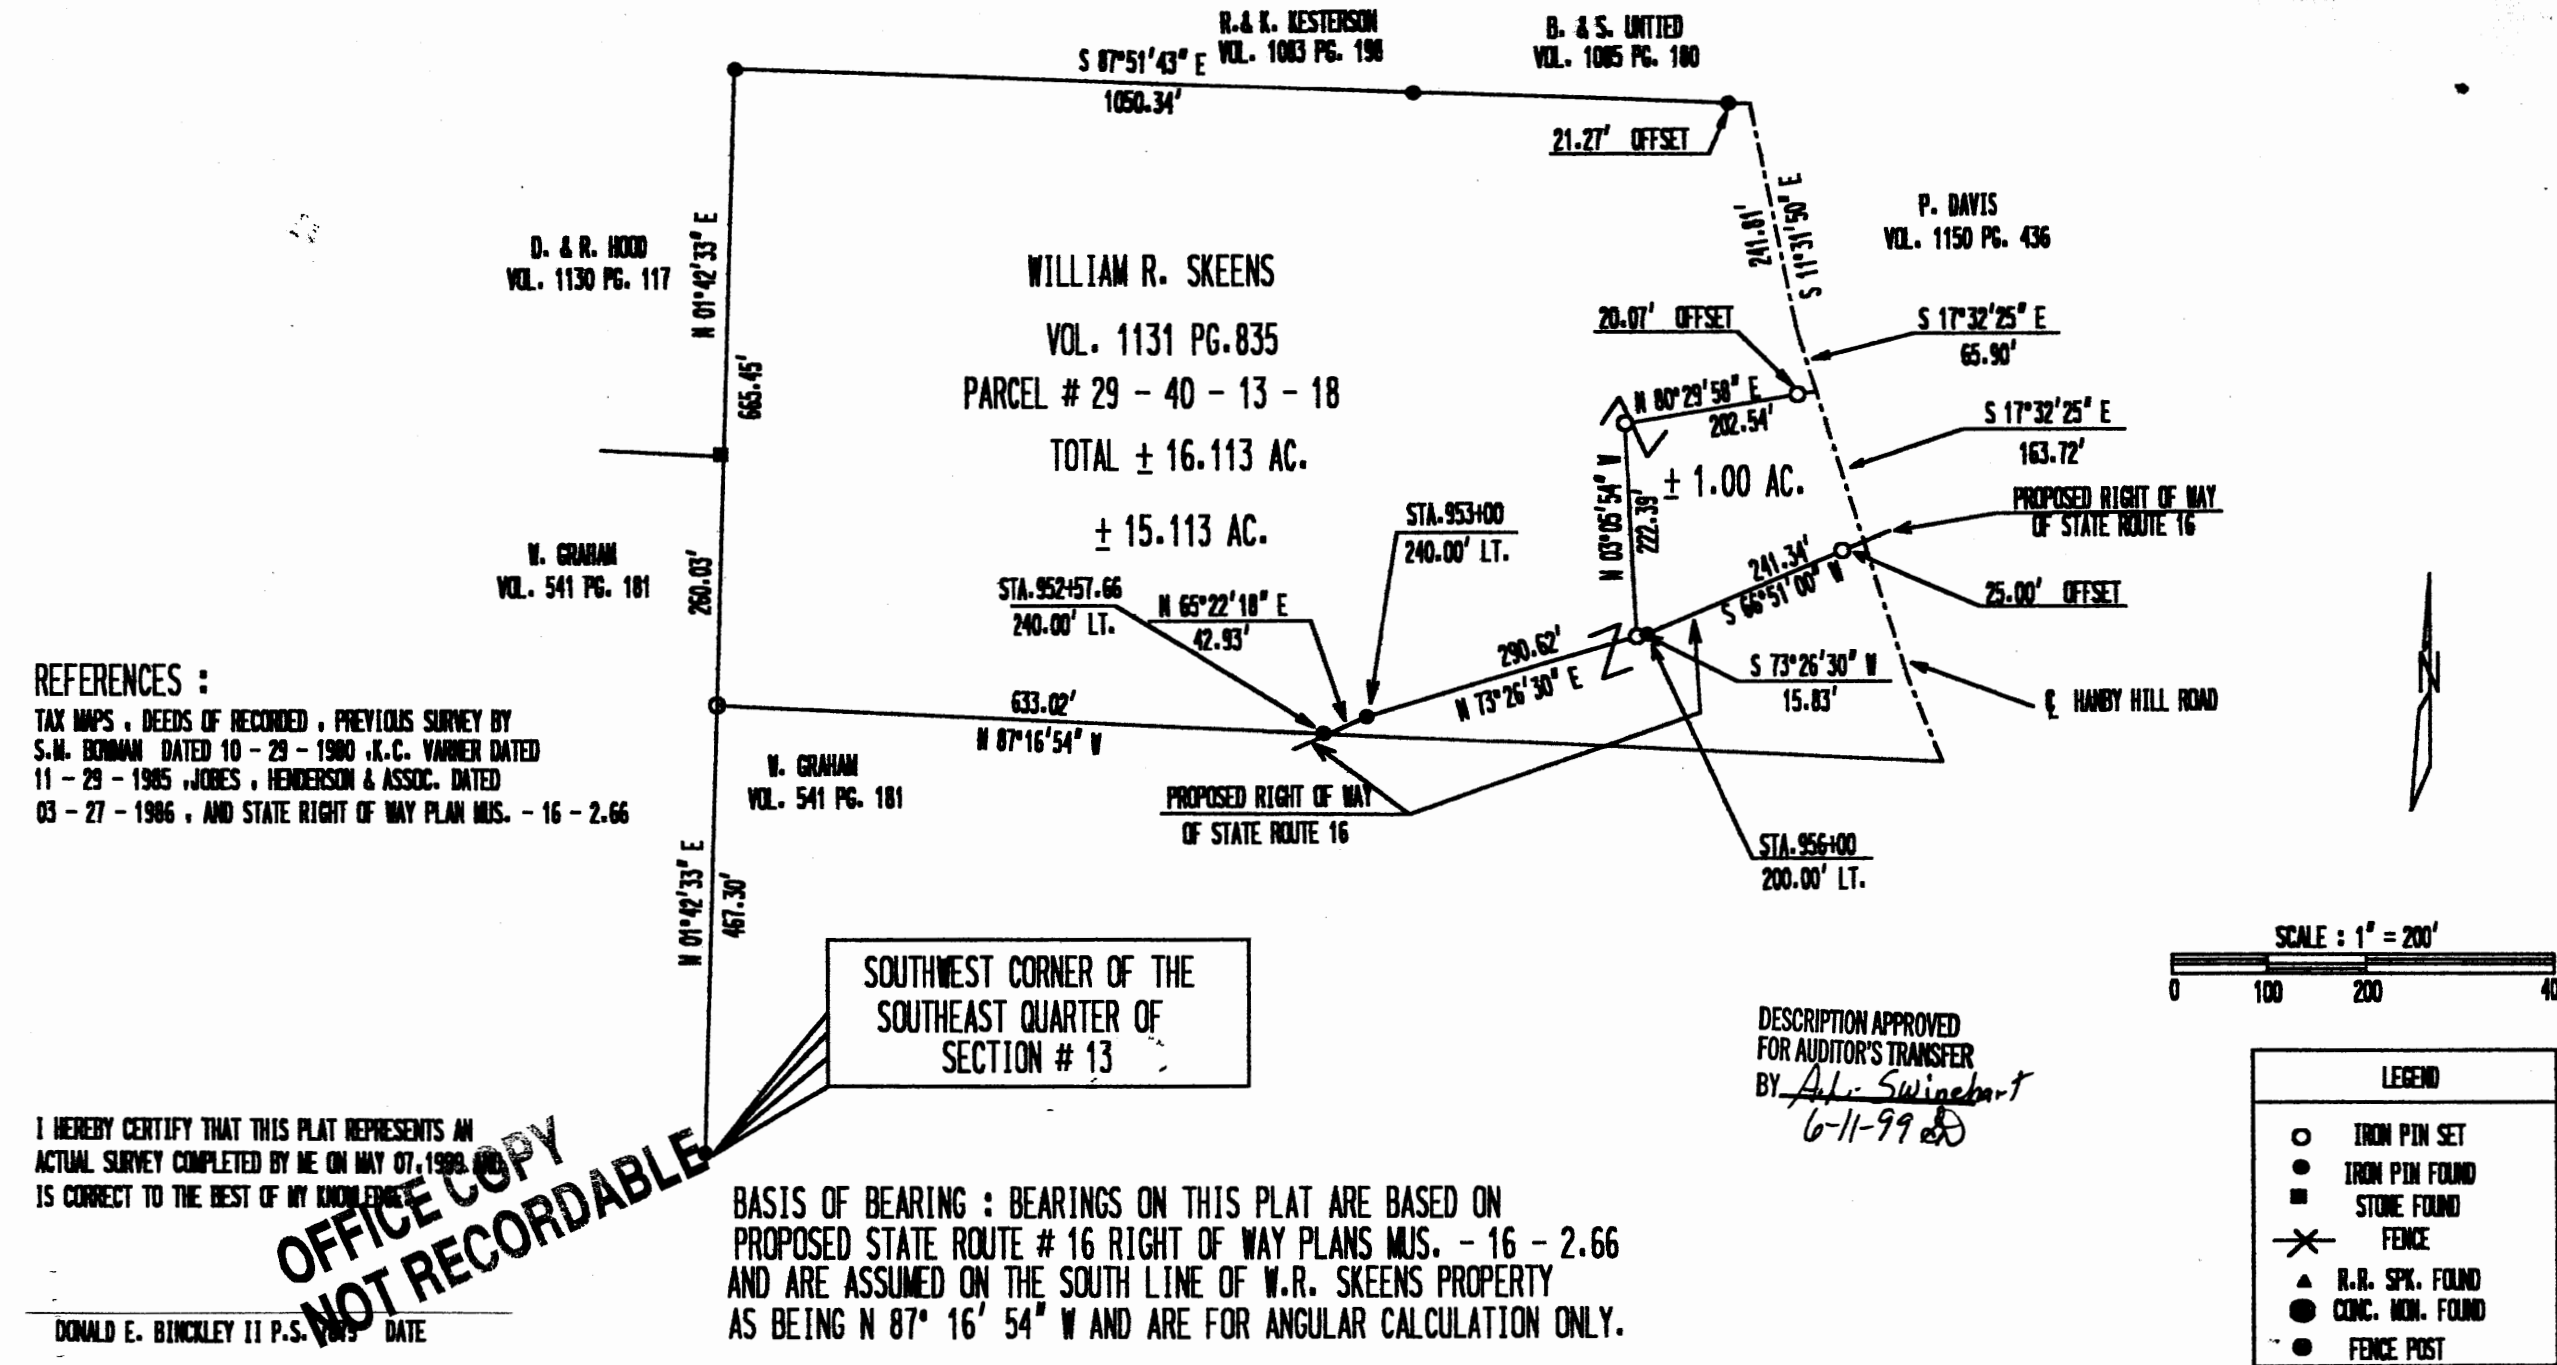 R.& K. KESTERSON
VOL. 1083 PG. 198
B. & S. UNTIED
VOL. 1085 PG. 180
S 87°51'43" E
1050.34'
21.27' OFFSET
241.81'
S 11°31'50" E
P. DAVIS
VOL. 1150 PG. 436
D. & R. HOOD
VOL. 1130 PG. 117
N 01°42'33" E
665.45'
WILLIAM R. SKEENS
VOL. 1131 PG.835
PARCEL # 29 - 40 - 13 - 18
TOTAL ± 16.113 AC.
± 15.113 AC.
20.07' OFFSET
S 17°32'25" E
65.90'
N 80°29'58" E
202.54'
S 17°32'25" E
163.72'
± 1.00 AC.
N 03°05'54" W
222.39'
PROPOSED RIGHT OF WAY
OF STATE ROUTE 16
STA.953+00
240.00' LT.
241.34'
S 66°51'00" W
25.00' OFFSET
W. GRAHAM
VOL. 541 PG. 181
260.03'
STA.952+57.66
240.00' LT.
N 65°22'18" E
42.93'
290.62'
N 73°26'30" E
S 73°26'30" W
15.83'
℄ HANBY HILL ROAD
N
REFERENCES :
TAX MAPS , DEEDS OF RECORDED , PREVIOUS SURVEY BY
S.M. BOWMAN DATED 10 - 29 - 1980 ,K.C. VARNER DATED
11 - 29 - 1985 ,JOBES , HENDERSON & ASSOC. DATED
03 - 27 - 1986 , AND STATE RIGHT OF WAY PLAN MUS. - 16 - 2.66
633.02'
N 87°16'54" W
W. GRAHAM
VOL. 541 PG. 181
PROPOSED RIGHT OF WAY
OF STATE ROUTE 16
STA.956+00
200.00' LT.
N 01°42'33" E
467.30'
SOUTHWEST CORNER OF THE
SOUTHEAST QUARTER OF
SECTION # 13
SCALE : 1" = 200'
0 100 200 40
DESCRIPTION APPROVED
FOR AUDITOR'S TRANSFER
BY A.L. Swinehart
6-11-99
LEGEND
IRON PIN SET
IRON PIN FOUND
STONE FOUND
FENCE
R.R. SPK. FOUND
CONC. MON. FOUND
FENCE POST
I HEREBY CERTIFY THAT THIS PLAT REPRESENTS AN
ACTUAL SURVEY COMPLETED BY ME ON MAY 07,1999 AND
IS CORRECT TO THE BEST OF MY KNOWLEDGE
OFFICE COPY
NOT RECORDABLE
DONALD E. BINCKLEY II P.S. DATE
BASIS OF BEARING : BEARINGS ON THIS PLAT ARE BASED ON
PROPOSED STATE ROUTE # 16 RIGHT OF WAY PLANS MUS. - 16 - 2.66
AND ARE ASSUMED ON THE SOUTH LINE OF W.R. SKEENS PROPERTY
AS BEING N 87° 16' 54" W AND ARE FOR ANGULAR CALCULATION ONLY.